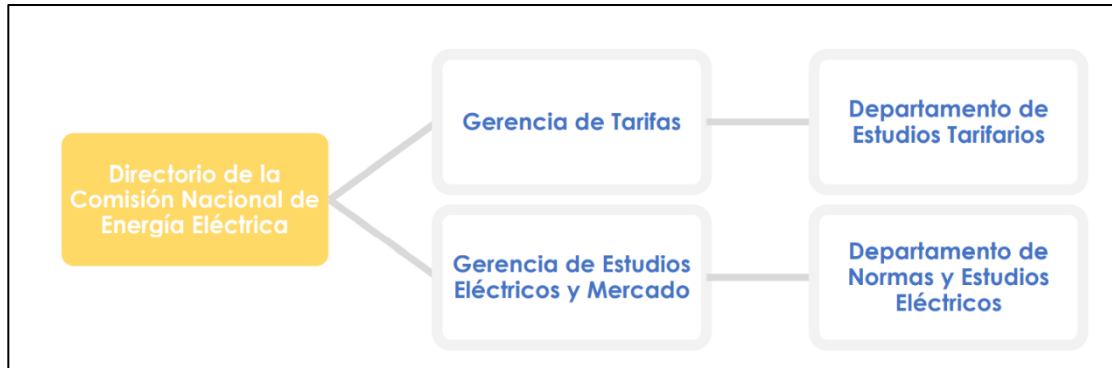 Directorio de la
Comisión Nacional de
Energía Eléctrica
Gerencia de Tarifas
Departamento de
Estudios Tarifarios
Gerencia de Estudios
Eléctricos y Mercado
Departamento de
Normas y Estudios
Eléctricos